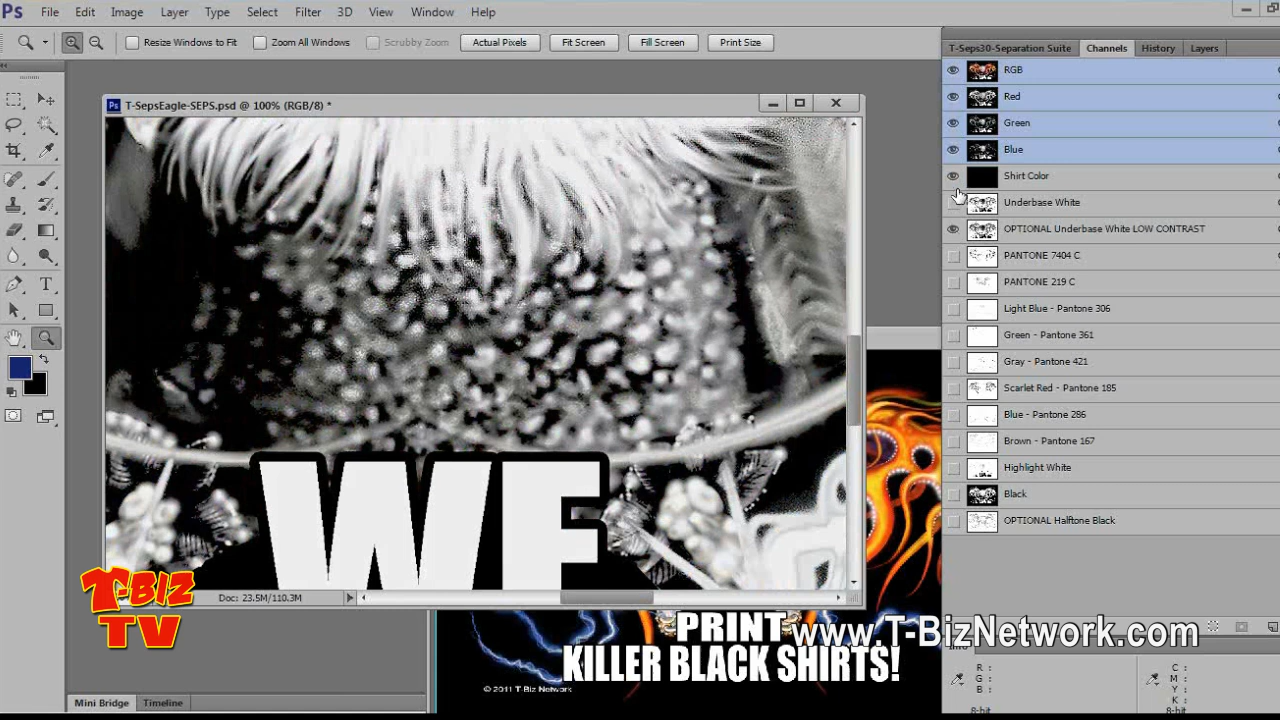 Ps File Edit Image Layer Type Select Filter 3D View Window Help
Resize Windows to Fit Zoom All Windows Scrubby Zoom Actual Pixels Fit Screen Fill Screen Print Size
T-Seps30-Separation Suite Channels History Layers
Ps T-SepsEagle-SEPS.psd @ 100% (RGB/8) *
RGB
Red
Green
Blue
Shirt Color
Underbase White
OPTIONAL Underbase White LOW CONTRAST
PANTONE 7404 C
PANTONE 219 C
Light Blue - Pantone 306
Green - Pantone 361
Gray - Pantone 421
Scarlet Red - Pantone 185
Blue - Pantone 286
Brown - Pantone 167
Highlight White
Black
OPTIONAL Halftone Black
WE
T-BIZ
TV
Doc: 23.5M/110.3M
PRINT
KILLER BLACK SHIRTS!
www.T-BizNetwork.com
© 2011 T-Biz Network
R :
G :
B :
8-bit
C :
M :
Y :
K :
8-bit
Mini Bridge Timeline